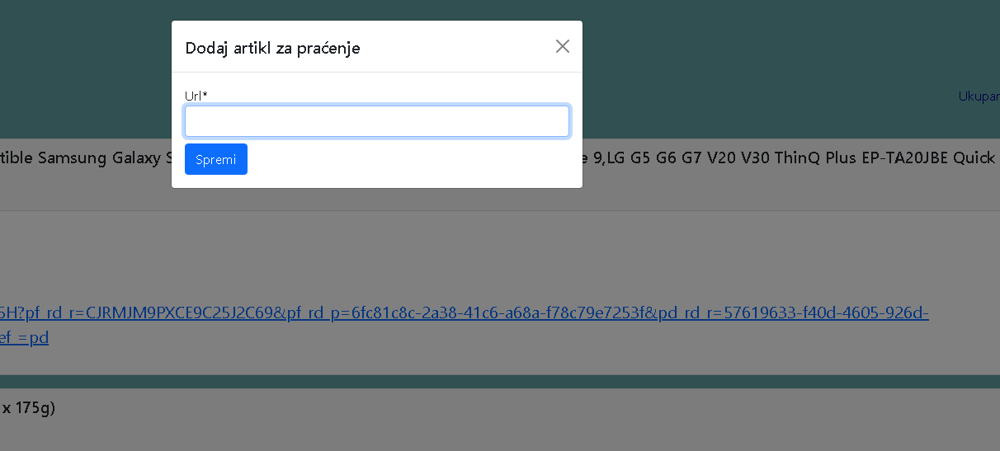 Dodaj artikl za praćenje
Url*
Ukupan
tible Samsung Galaxy S
e 9,LG G5 G6 G7 V20 V30 ThinQ Plus EP-TA20JBE Quick
Spremi
5H?pf_rd_r=CJRMJM9PXCE9C25J2C69&pf_rd_p=6fc81c8c-2a38-41c6-a68a-f78c79e7253f&pd_rd_r=57619633-f40d-4605-926d-
ef_=pd
x 175g)